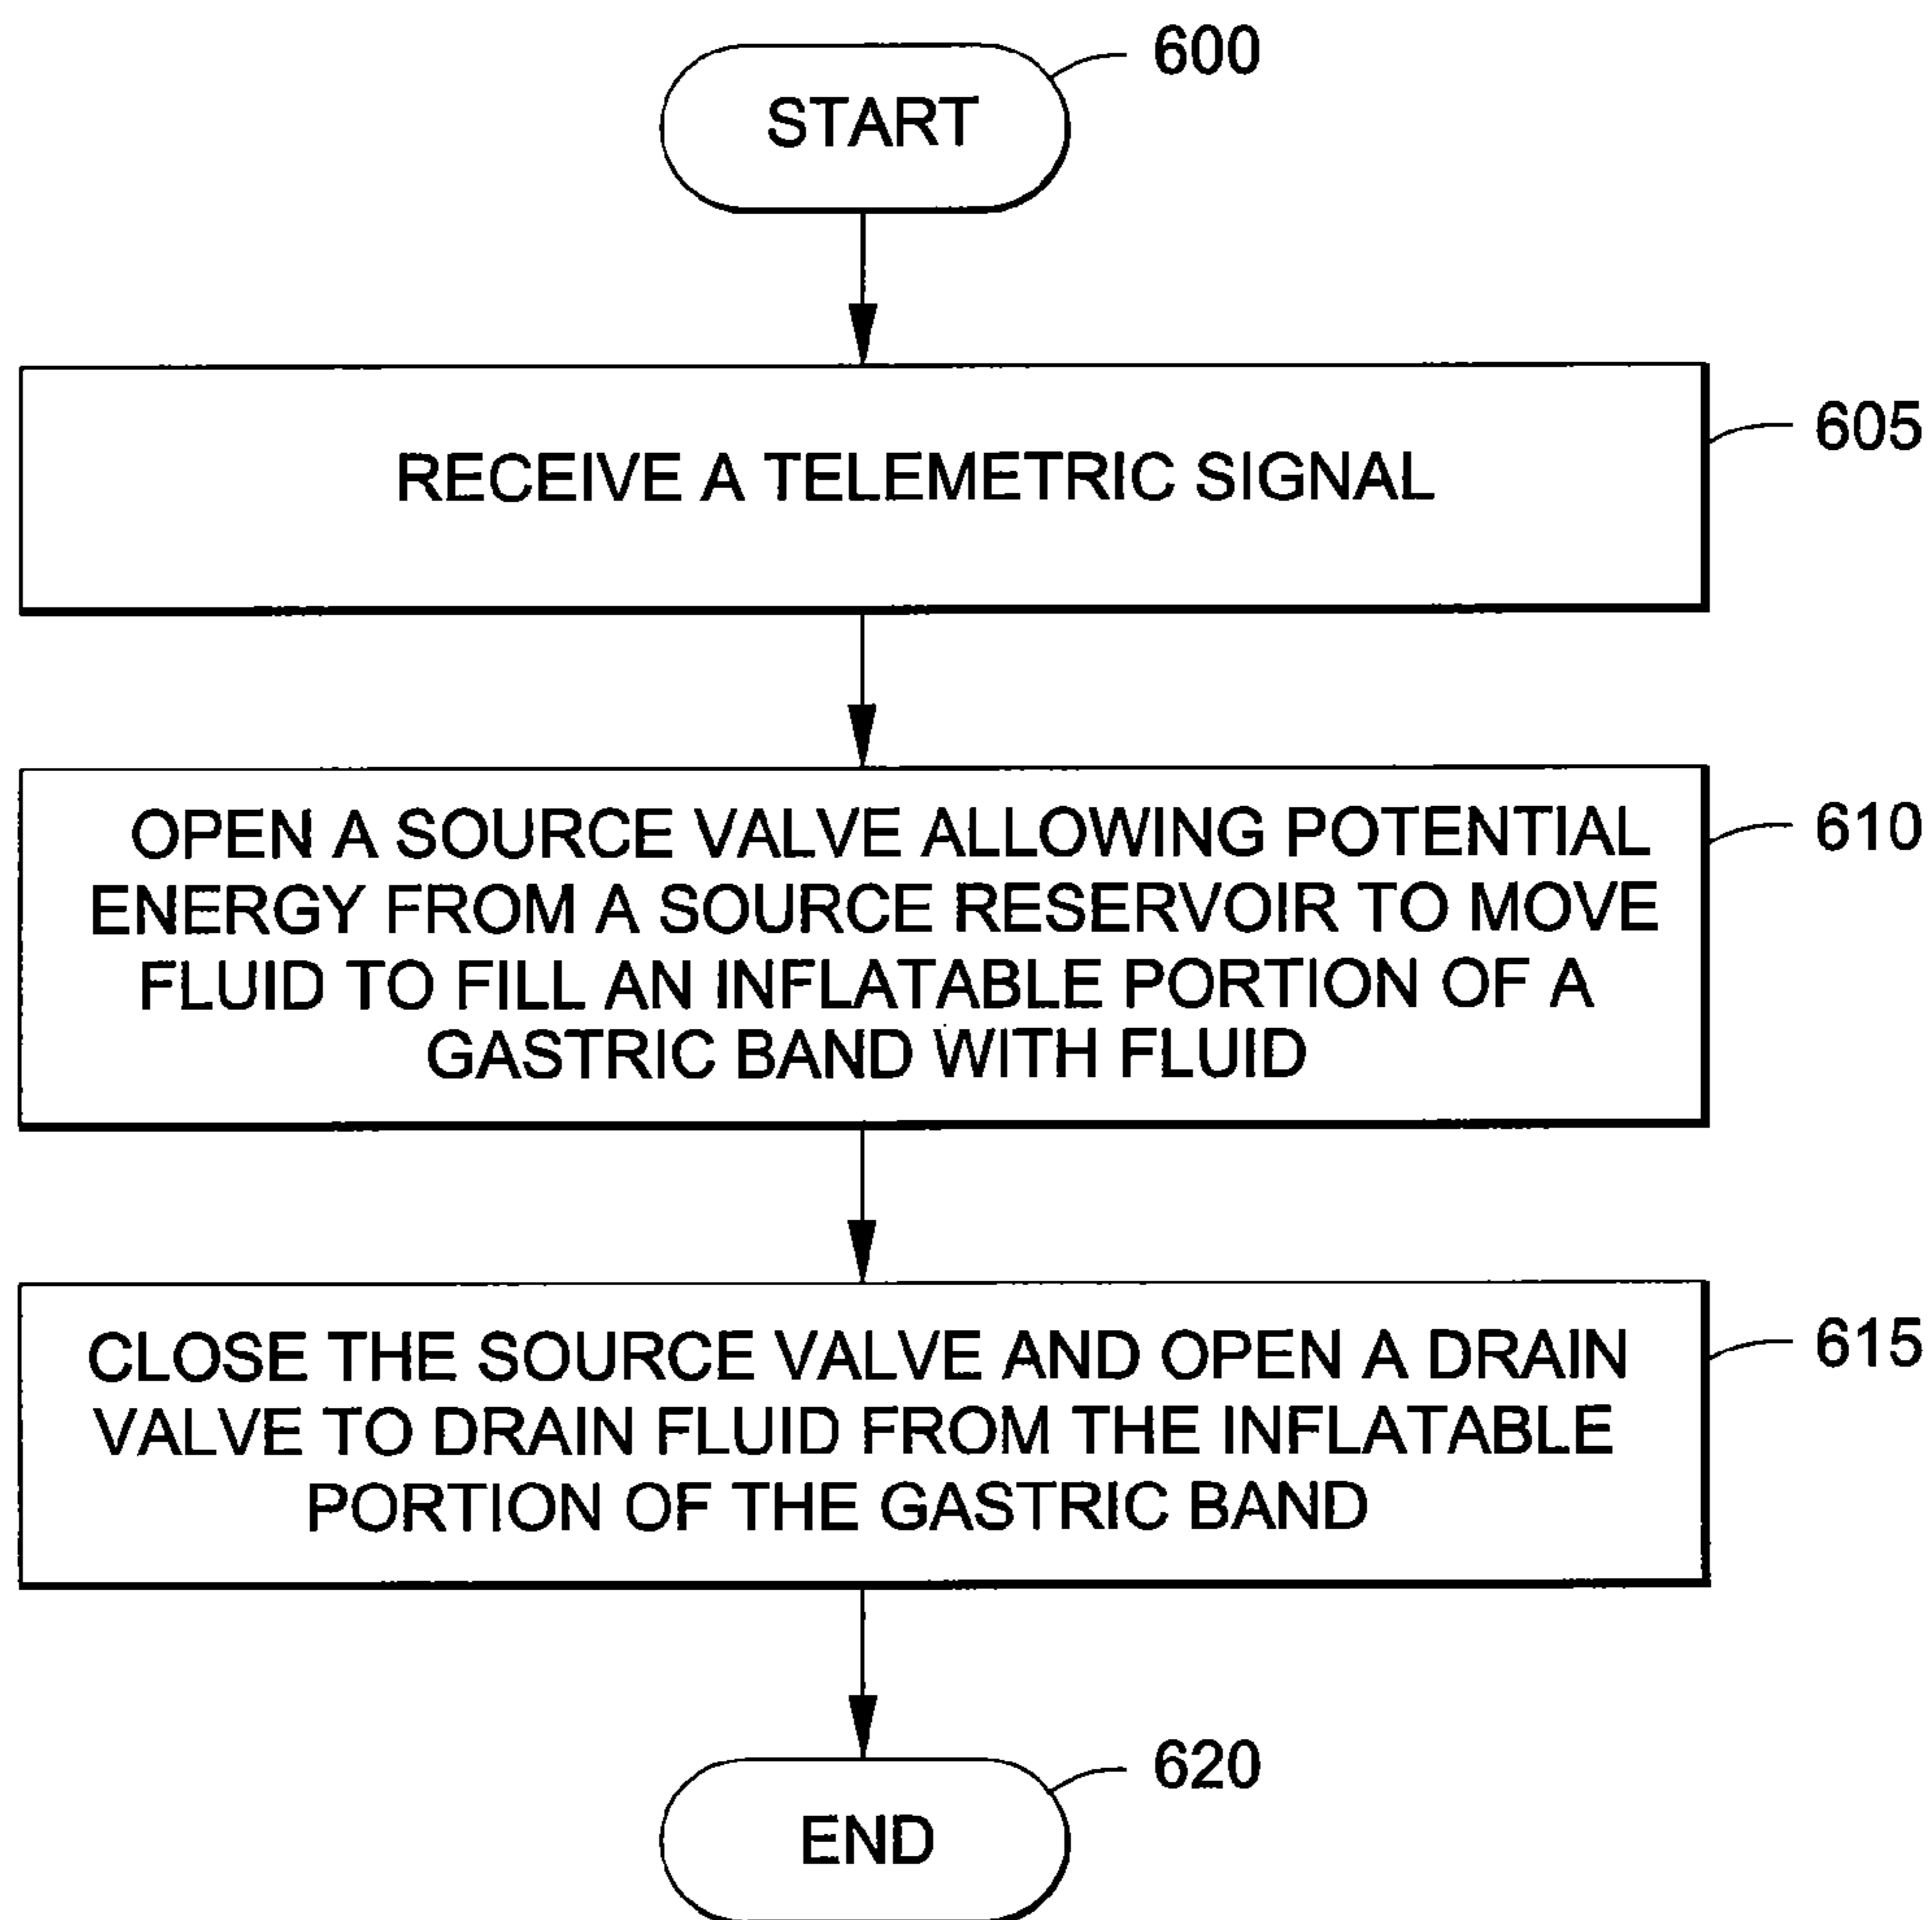 START
600
RECEIVE A TELEMETRIC SIGNAL
605
OPEN A SOURCE VALVE ALLOWING POTENTIAL
ENERGY FROM A SOURCE RESERVOIR TO MOVE
FLUID TO FILL AN INFLATABLE PORTION OF A
GASTRIC BAND WITH FLUID
610
CLOSE THE SOURCE VALVE AND OPEN A DRAIN
VALVE TO DRAIN FLUID FROM THE INFLATABLE
PORTION OF THE GASTRIC BAND
615
END
620